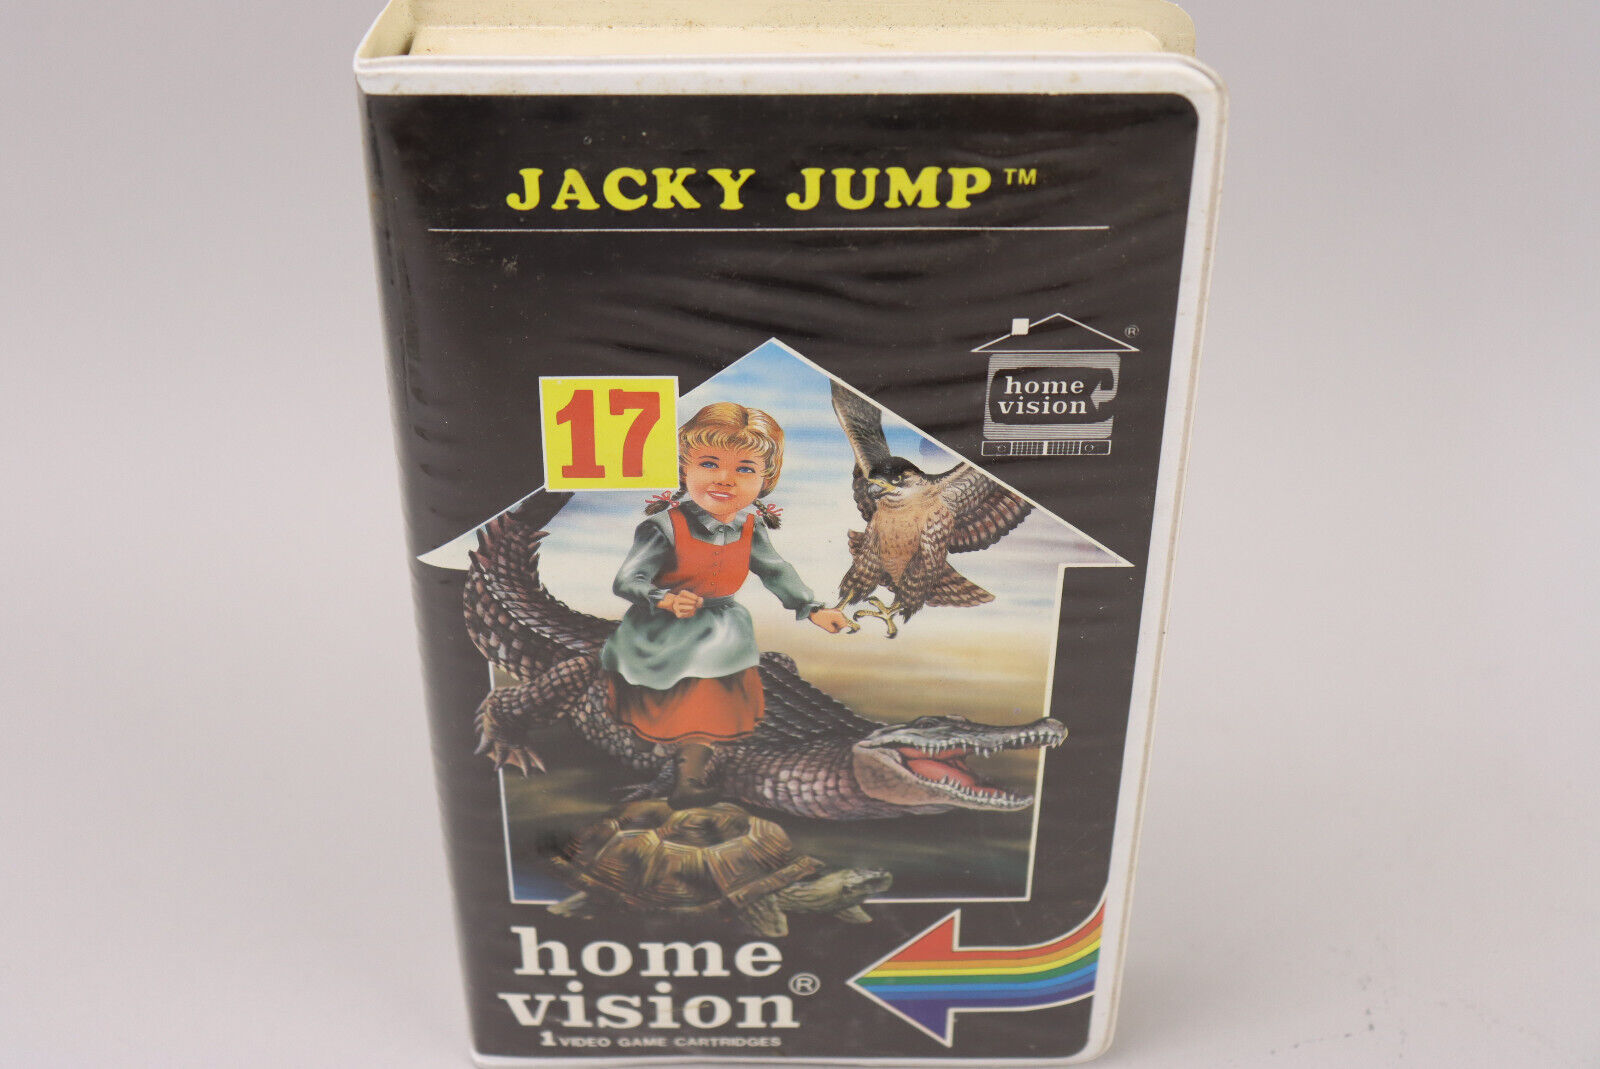 JACKY JUMP™
®
home
vision
17
home
vision®
1 VIDEO GAME CARTRIDGES